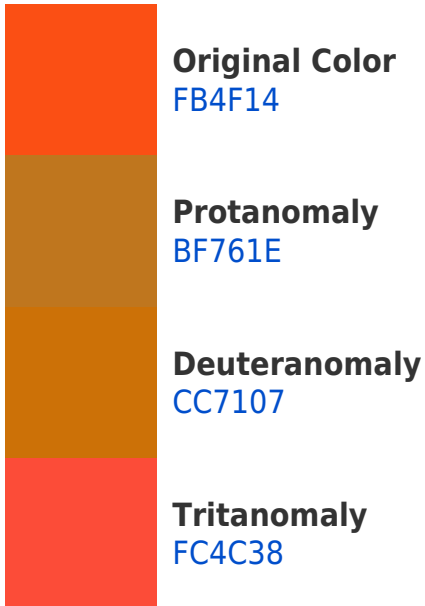 Original Color
FB4F14
Protanomaly
BF761E
Deuteranomaly
CC7107
Tritanomaly
FC4C38